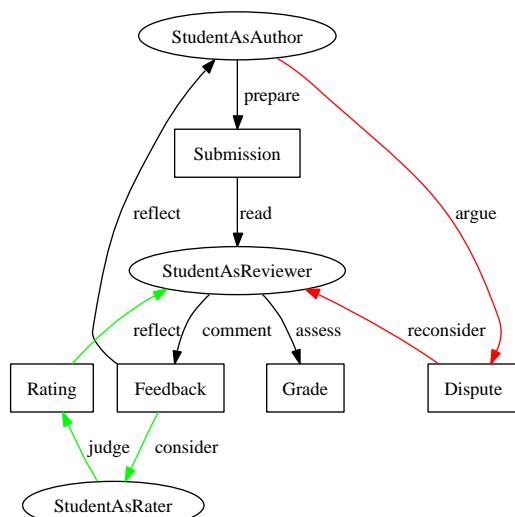 StudentAsAuthor
prepare
Submission
reflect
read
argue
StudentAsReviewer
reflect
comment
assess
reconsider
Rating
Feedback
Grade
Dispute
judge
consider
StudentAsRater